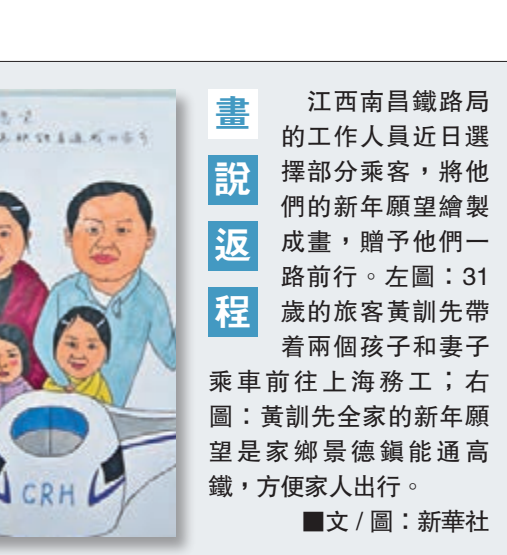 畫說返程
江西南昌鐵路局
的工作人員近日選
擇部分乘客，將他
們的新年願望繪製
成畫，贈予他們一
路前行。左圖：31
歲的旅客黃訓先帶
着兩個孩子和妻子
乘車前往上海務工；右
圖：黃訓先全家的新年願
望是家鄉景德鎮能通高
鐵，方便家人出行。
■文 / 圖：新華社
CRH